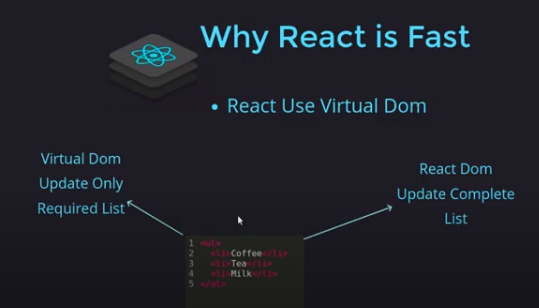 Why React is Fast
• React Use Virtual Dom
Virtual Dom
Update Only
Required List
React Dom
Update Complete
List
1 <ul>
2 <li>Coffee</li>
3 <li>Tea</li>
4 <li>Milk</li>
5 </ul>